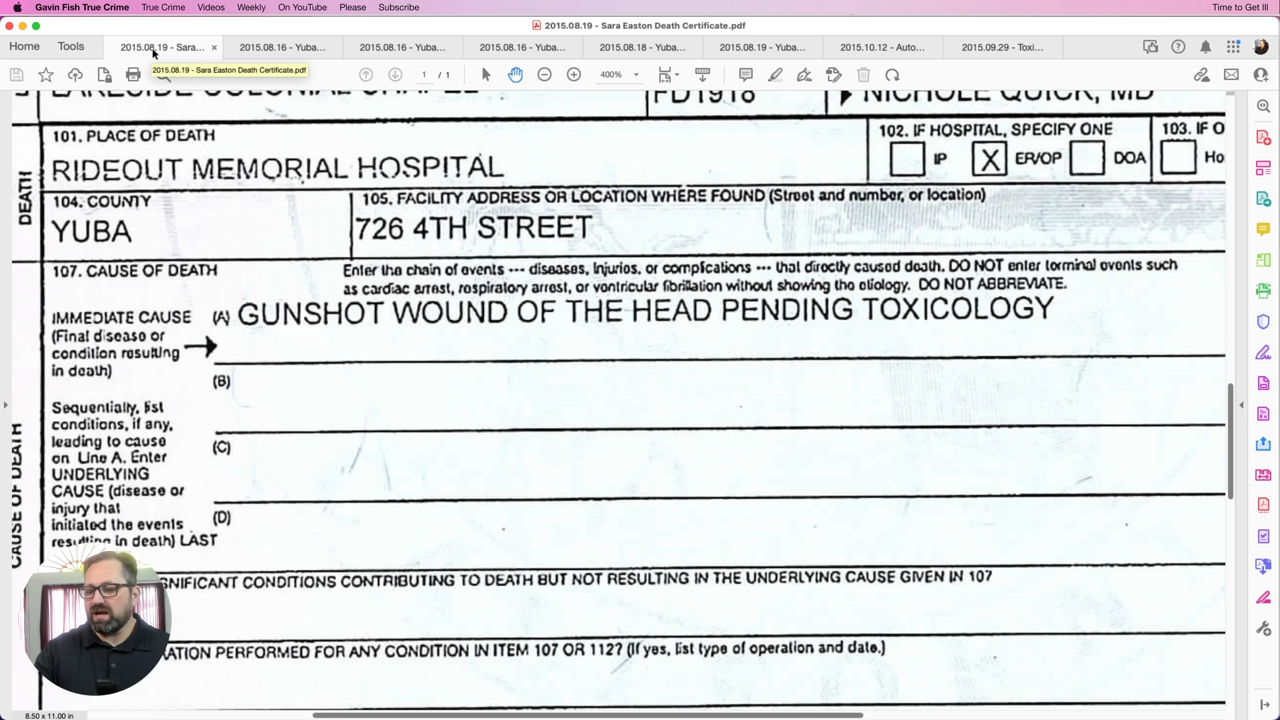 Gavin Fish True Crime True Crime Videos Weekly On YouTube Please Subscribe Time to Get Ill
2015.08.19 - Sara Easton Death Certificate.pdf
Home Tools 2015.08.19 - Sara... × 2015.08.16 - Yuba... 2015.08.16 - Yuba... 2015.08.16 - Yuba... 2015.08.18 - Yuba... 2015.08.19 - Yuba... 2015.10.12 - Auto... 2015.09.29 - Toxi...
2015.08.19 - Sara Easton Death Certificate.pdf
1 / 1 400%
LAKESIDE COLONIAL CHAPEL FD1918 NICHOLE QUICK, MD
101. PLACE OF DEATH
RIDEOUT MEMORIAL HOSPITAL
102. IF HOSPITAL, SPECIFY ONE
IP X ER/OP DOA
103. IF O
Ho
DEATH
104. COUNTY
YUBA
105. FACILITY ADDRESS OR LOCATION WHERE FOUND (Street and number, or location)
726 4TH STREET
107. CAUSE OF DEATH
Enter the chain of events --- diseases, injuries, or complications --- that directly caused death. DO NOT enter terminal events such
as cardiac arrest, respiratory arrest, or ventricular fibrillation without showing the etiology. DO NOT ABBREVIATE.
IMMEDIATE CAUSE (A) GUNSHOT WOUND OF THE HEAD PENDING TOXICOLOGY
(Final disease or
condition resulting
in death)
(B)
Sequentially, list
conditions, if any,
leading to cause
on Line A. Enter
UNDERLYING
CAUSE (disease or
injury that
initiated the events
resulting in death) LAST
(C)
(D)
CAUSE OF DEATH
GNIFICANT CONDITIONS CONTRIBUTING TO DEATH BUT NOT RESULTING IN THE UNDERLYING CAUSE GIVEN IN 107
RATION PERFORMED FOR ANY CONDITION IN ITEM 107 OR 112? (If yes, list type of operation and date.)
8.50 x 11.00 in